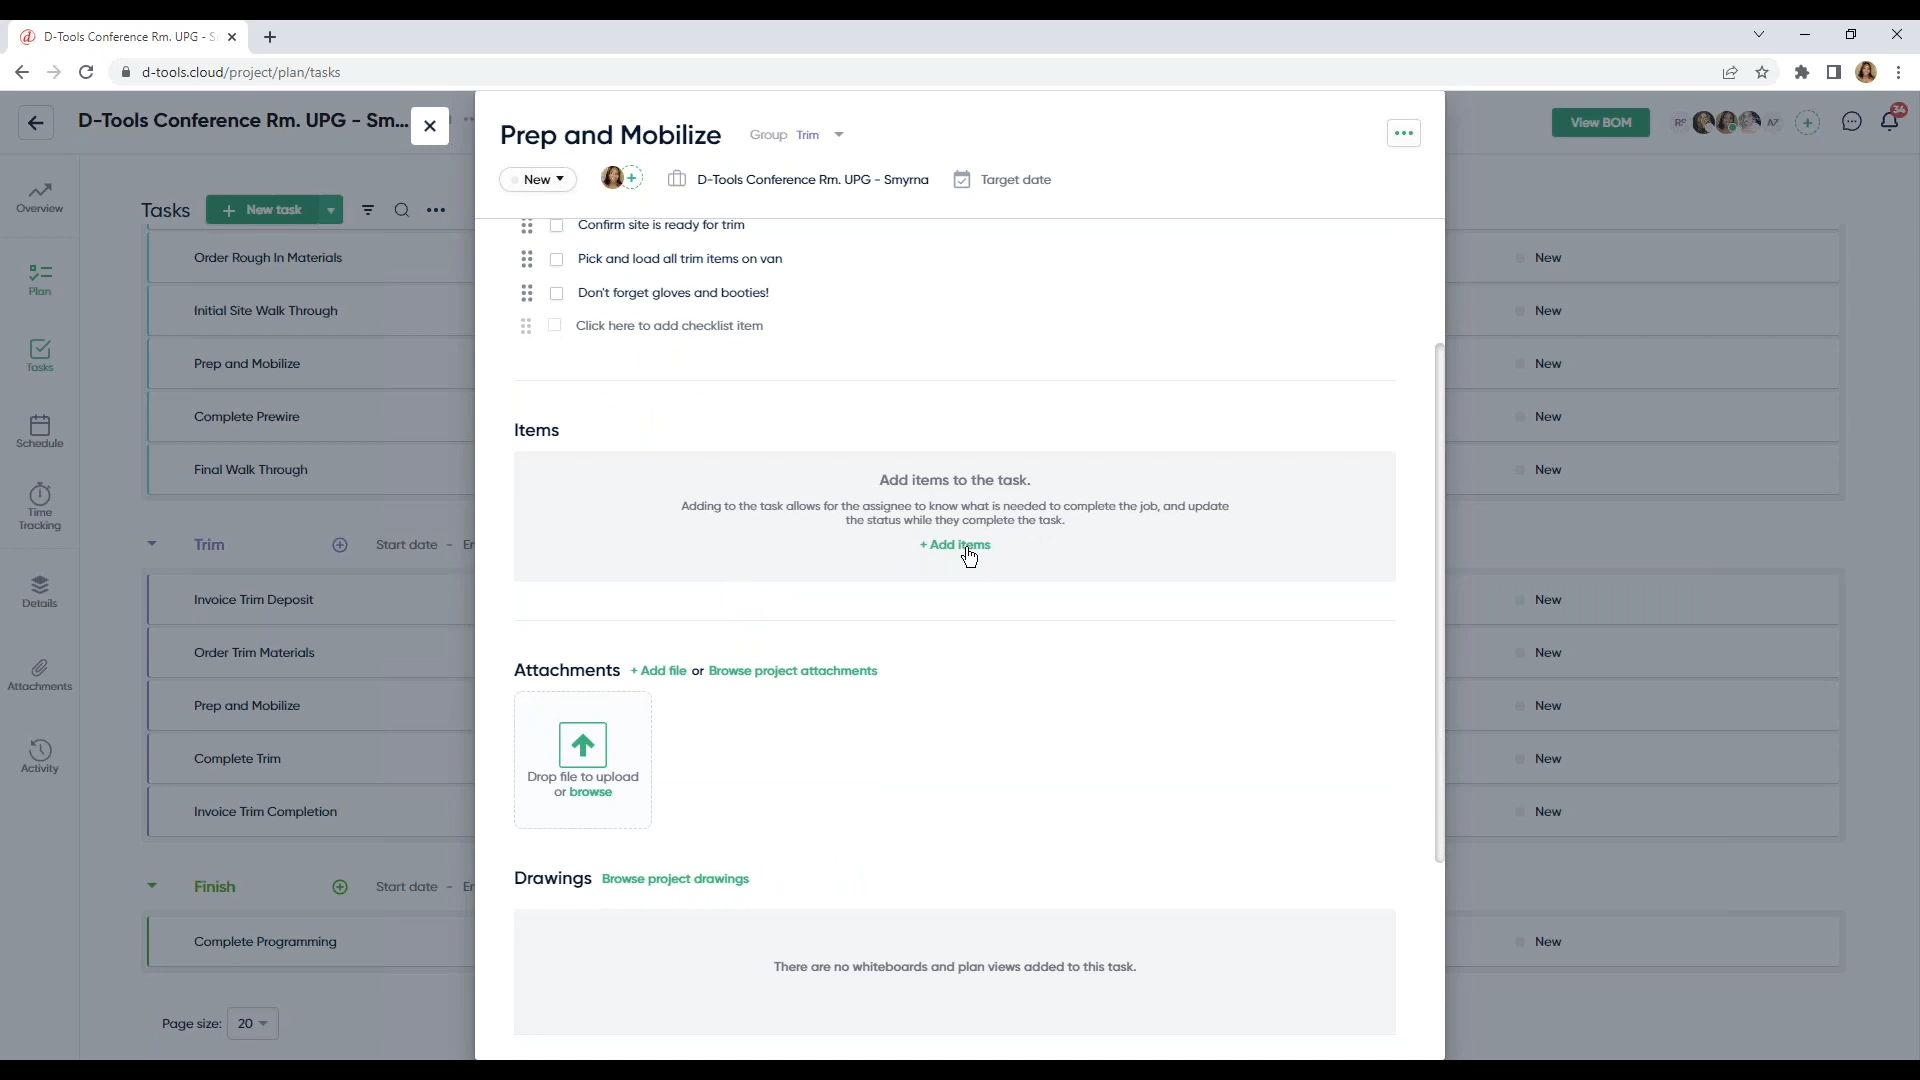 D-Tools Conference Rm. UPG - S
d-tools.cloud/project/plan/tasks
D-Tools Conference Rm. UPG - Sm...
Prep and Mobilize
Group Trim
View BOM
RS
AZ
34
New
D-Tools Conference Rm. UPG - Smyrna
Target date
Overview
Plan
Tasks
Schedule
Time
Tracking
Details
Attachments
Activity
Tasks
+ New task
Order Rough In Materials
New
Initial Site Walk Through
New
Prep and Mobilize
New
Complete Prewire
New
Final Walk Through
New
Trim
Start date - En
Invoice Trim Deposit
New
Order Trim Materials
New
Prep and Mobilize
New
Complete Trim
New
Invoice Trim Completion
New
Finish
Start date - En
Complete Programming
New
Page size: 20
Confirm site is ready for trim
Pick and load all trim items on van
Don't forget gloves and booties!
Click here to add checklist item
Items
Add items to the task.
Adding to the task allows for the assignee to know what is needed to complete the job, and update
the status while they complete the task.
+ Add items
Attachments + Add file or Browse project attachments
Drop file to upload
or browse
Drawings Browse project drawings
There are no whiteboards and plan views added to this task.